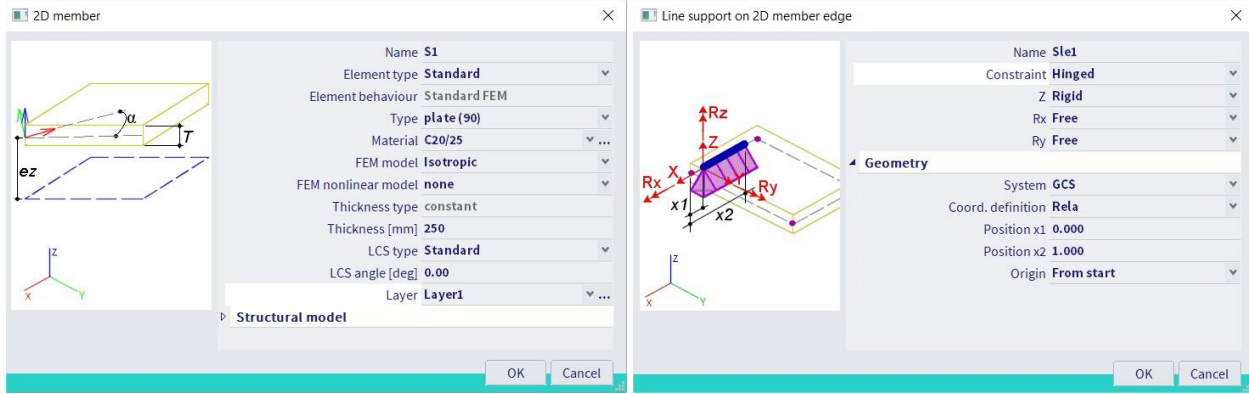 2D member
Name S1
Element type Standard
Element behaviour Standard FEM
Type plate (90)
Material C20/25 ...
FEM model Isotropic
FEM nonlinear model none
Thickness type constant
Thickness [mm] 250
LCS type Standard
LCS angle [deg] 0.00
Layer Layer1 ...
Structural model
α
T
ez
z
x
Y
OK Cancel
Line support on 2D member edge
Name Sle1
Constraint Hinged
Z Rigid
Rx Free
Ry Free
Geometry
System GCS
Coord. definition Rela
Position x1 0.000
Position x2 1.000
Origin From start
Rz
Z
X
Rx
Ry
x1
x2
z
x
Y
OK Cancel